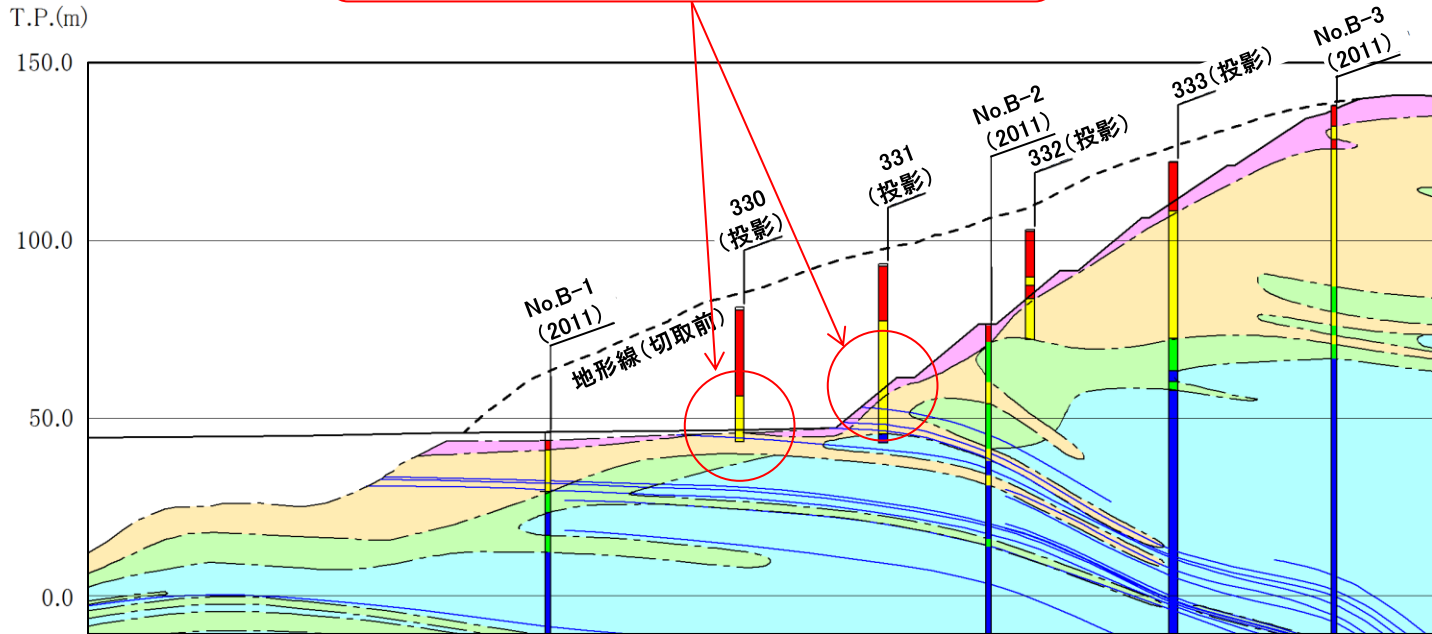 T.P.(m)
150.0
100.0
50.0
0.0
No.B-1
(2011)
地形線(切取前)
330
(投影)
331
(投影)
No.B-2
(2011)
332(投影)
333(投影)
No.B-3
(2011)